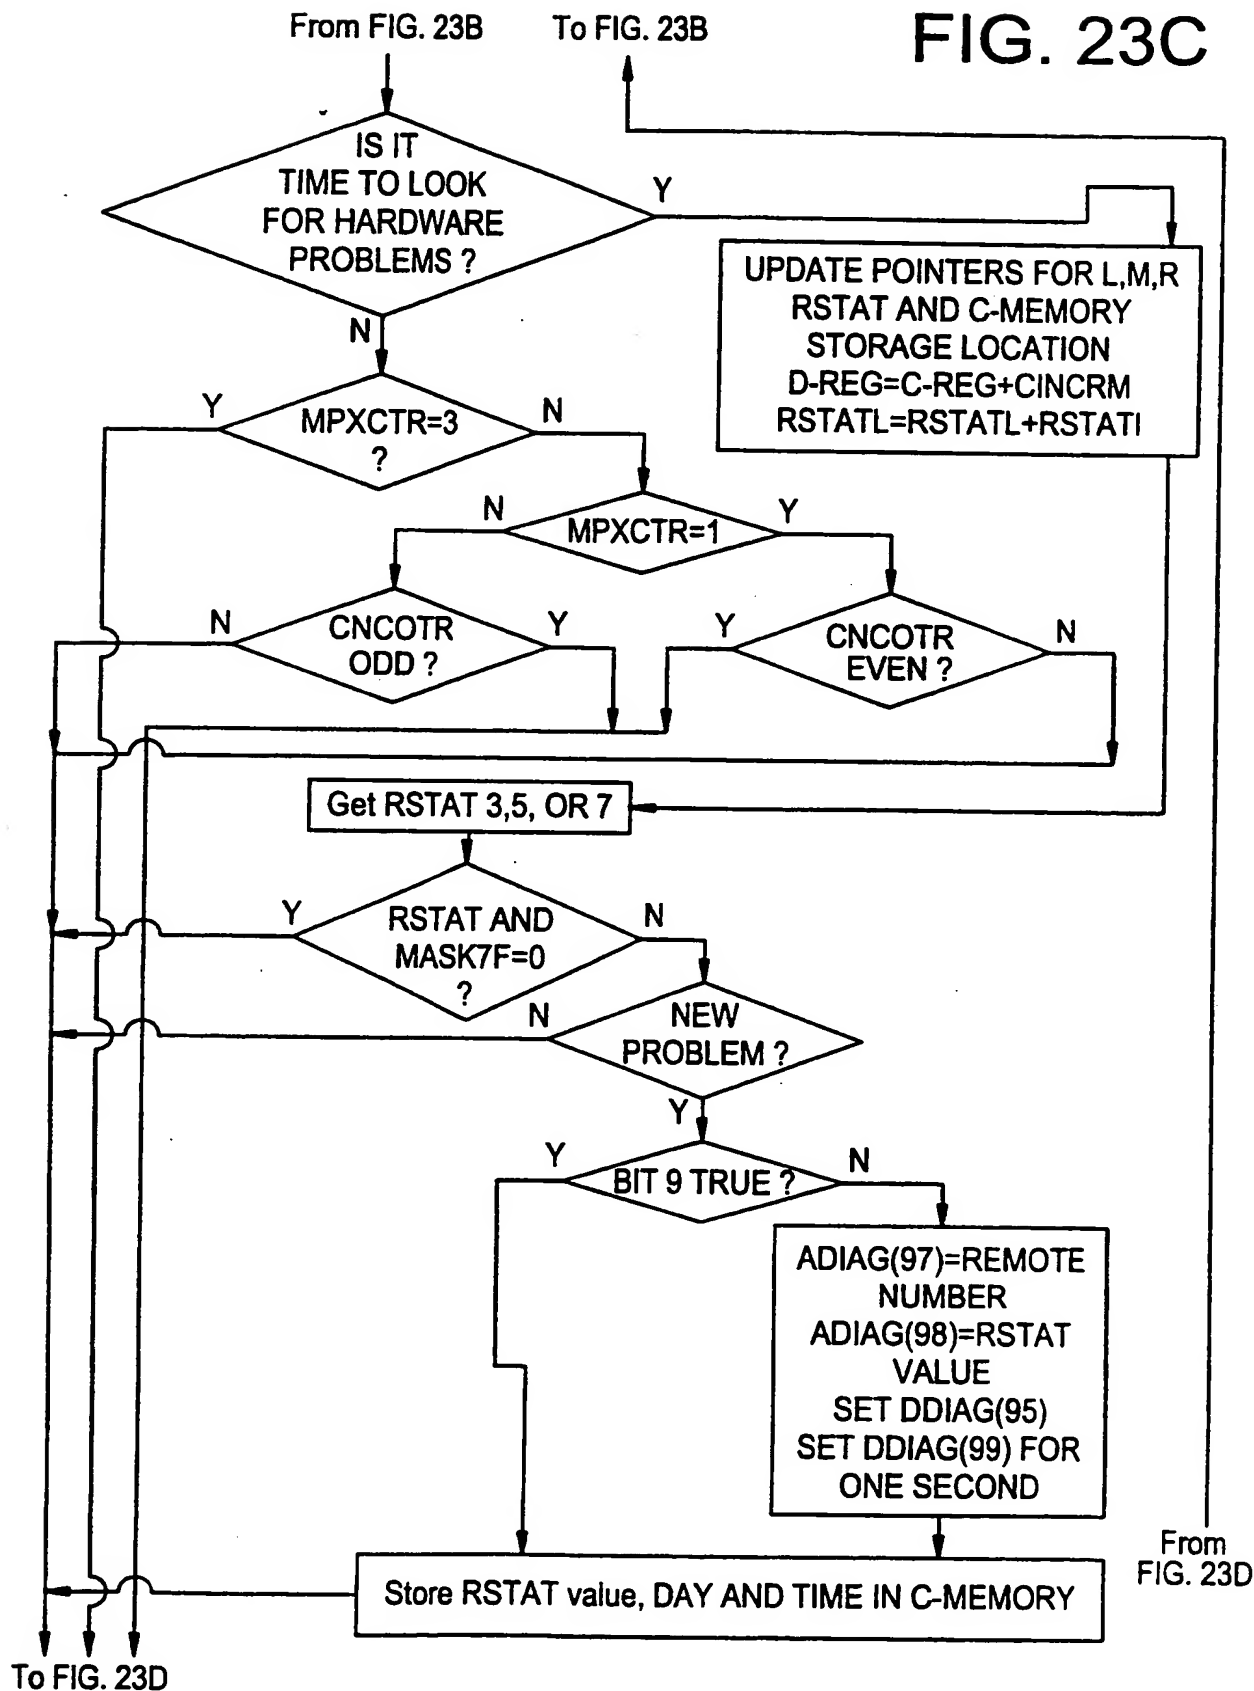 From FIG. 23B
To FIG. 23B
FIG. 23C
IS IT
TIME TO LOOK
FOR HARDWARE
PROBLEMS ?
Y
N
UPDATE POINTERS FOR L,M,R
RSTAT AND C-MEMORY
STORAGE LOCATION
D-REG=C-REG+CINCRM
RSTATL=RSTATL+RSTATI
Y
MPXCTR=3
?
N
N
MPXCTR=1
Y
N
CNCOTR
ODD ?
Y
Y
CNCOTR
EVEN ?
N
Get RSTAT 3,5, OR 7
Y
RSTAT AND
MASK7F=0
?
N
N
NEW
PROBLEM ?
Y
Y
BIT 9 TRUE ?
N
ADIAG(97)=REMOTE
NUMBER
ADIAG(98)=RSTAT
VALUE
SET DDIAG(95)
SET DDIAG(99) FOR
ONE SECOND
From
FIG. 23D
Store RSTAT value, DAY AND TIME IN C-MEMORY
To FIG. 23D